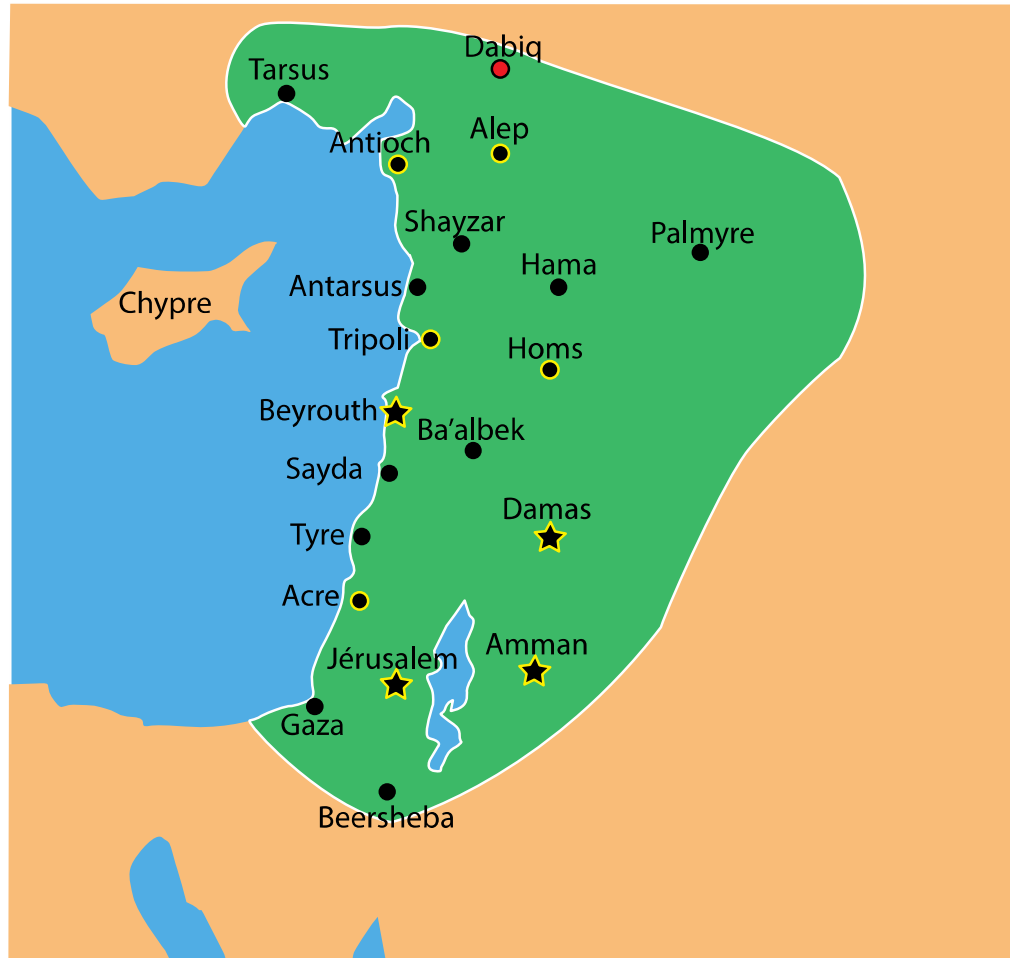 Dabiq
Tarsus
Alep
Antioch
Shayzar
Palmyre
Hama
Antarsus
Chypre
Tripoli
Homs
Beyrouth
Ba'albek
Sayda
Damas
Tyre
Acre
Amman
Jérusalem
Gaza
Beersheba